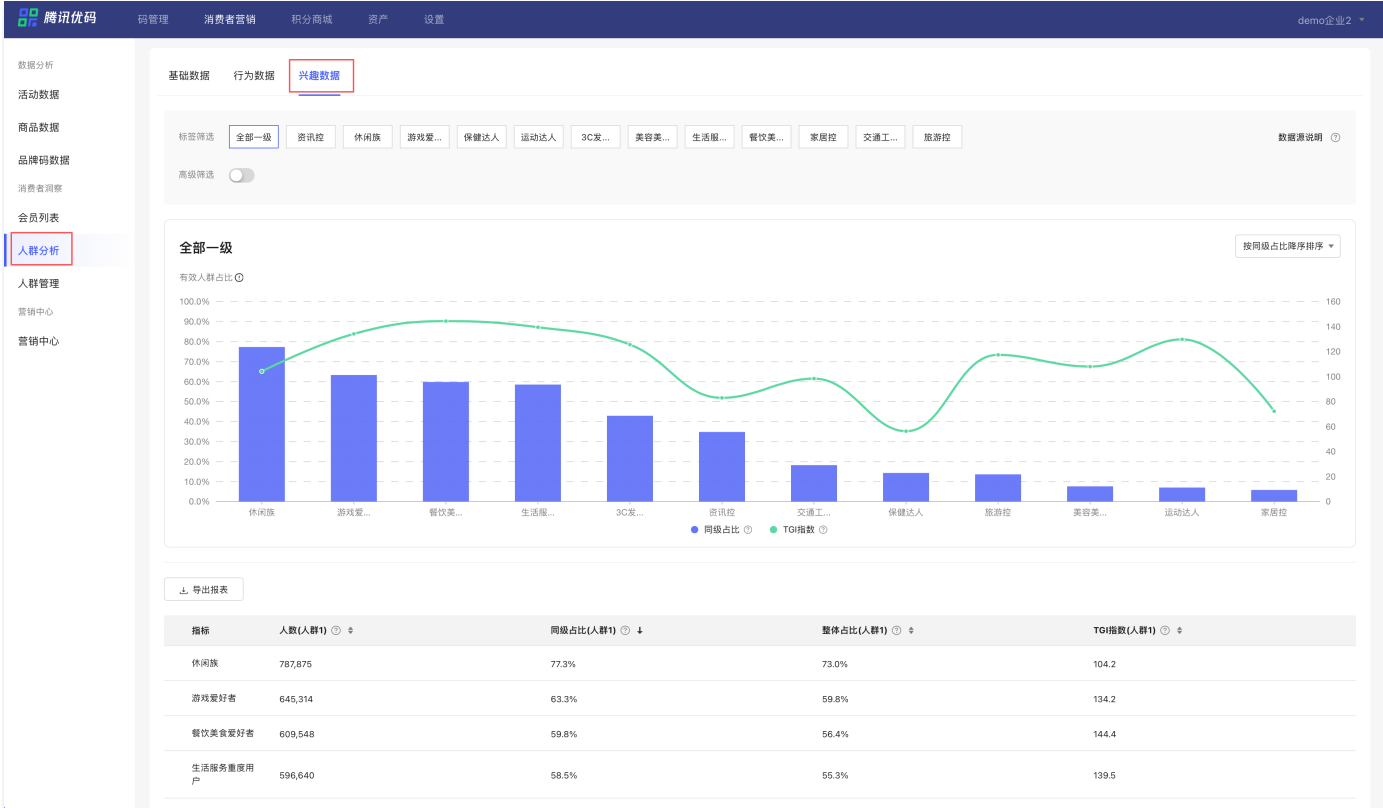 腾讯优码 码管理 消费者营销 积分商城 资产 设置 demo企业2
数据分析
活动数据
商品数据
品牌码数据
消费者洞察
会员列表
人群分析
人群管理
营销中心
营销中心
基础数据 行为数据 兴趣数据
标签筛选 全部一级 资讯控 休闲族 游戏爱... 保健达人 运动达人 3C发... 美容美... 生活服... 餐饮美... 家居控 交通工... 旅游控 数据源说明
高级筛选
全部一级 按同级占比降序排序
有效人群占比
100.0% 160
90.0%
140
80.0%
120
70.0%
100
60.0%
50.0% 80
40.0%
60
30.0%
40
20.0%
20
10.0%
0.0% 0
休闲族 游戏爱... 餐饮美... 生活服... 3C发... 资讯控 交通工... 保健达人 旅游控 美容美... 运动达人 家居控
同级占比 TGI指数
导出报表
指标 人数(人群1) 同级占比(人群1) 整体占比(人群1) TGI指数(人群1)
休闲族 787,875 77.3% 73.0% 104.2
游戏爱好者 645,314 63.3% 59.8% 134.2
餐饮美食爱好者 609,548 59.8% 56.4% 144.4
生活服务重度用
户 596,640 58.5% 55.3% 139.5